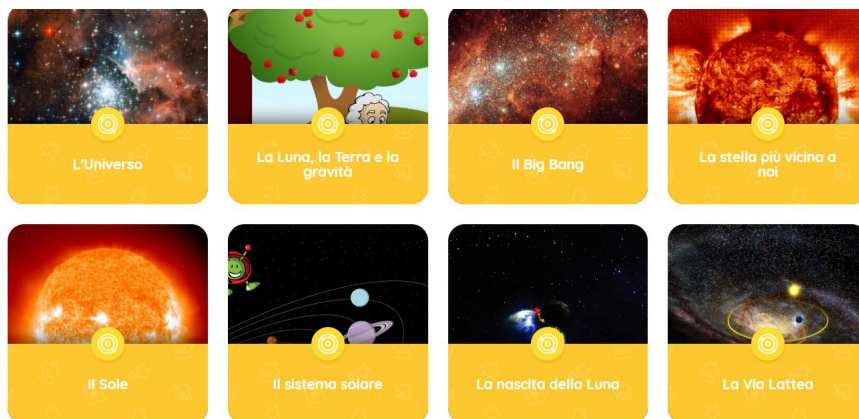 L'Universo
La Luna, la Terra e la
gravità
Il Big Bang
La stella più vicina a
noi
Il Sole
Il sistema solare
La nascita della Luna
La Via Lattea